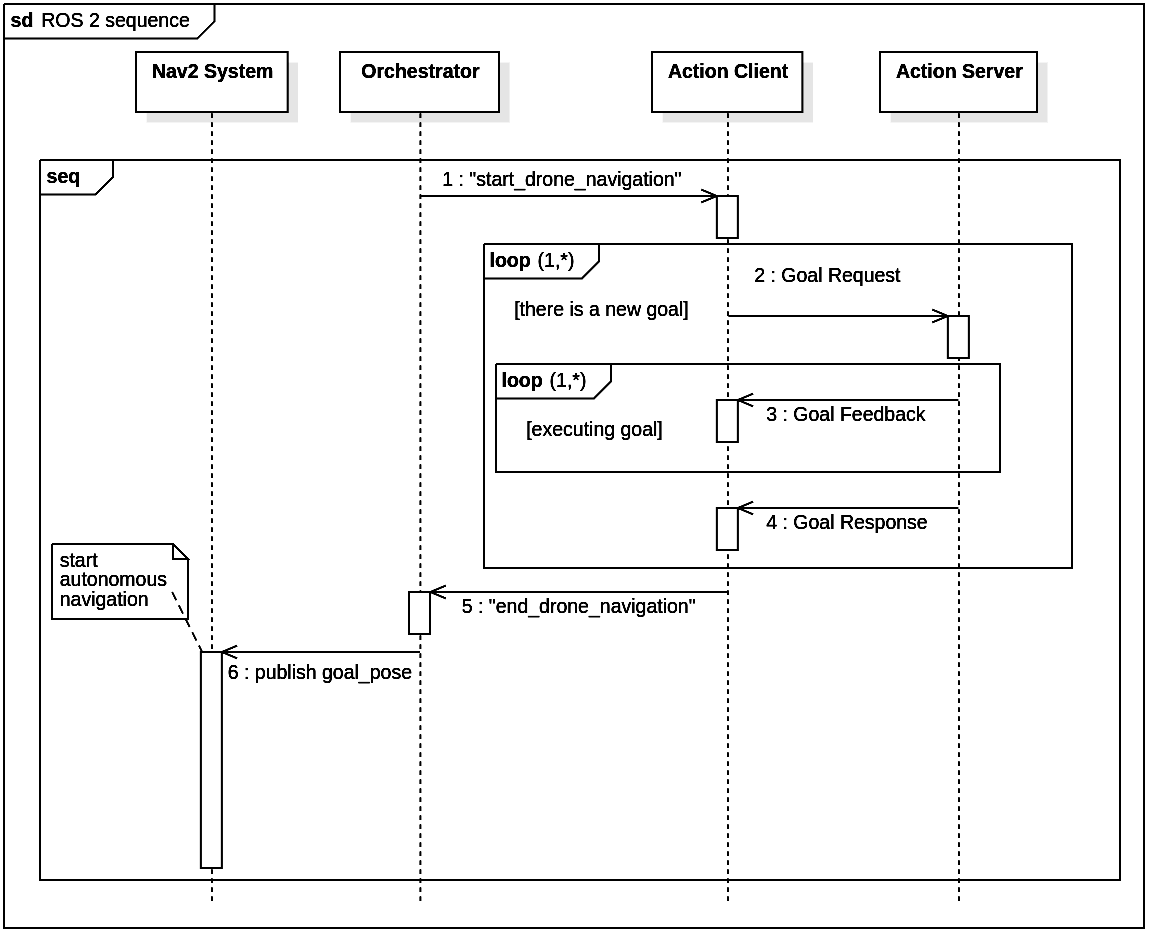 sd ROS 2 sequence
Nav2 System
Orchestrator
Action Client
Action Server
seq
1 : "start_drone_navigation"
loop (1,*)
2 : Goal Request
[there is a new goal]
loop (1,*)
3 : Goal Feedback
[executing goal]
4 : Goal Response
start
autonomous
navigation
5 : "end_drone_navigation"
6 : publish goal_pose